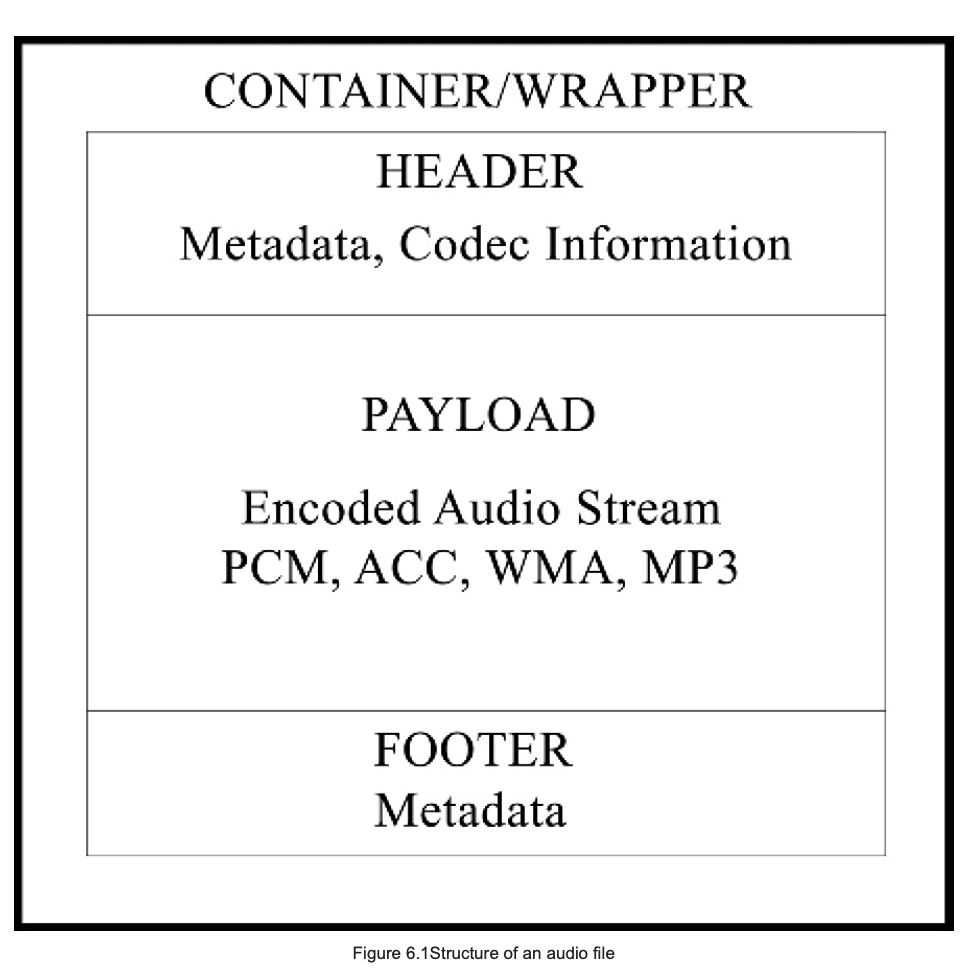 CONTAINER/WRAPPER
HEADER
Metadata, Codec Information
PAYLOAD
Encoded Audio Stream
PCM, ACC, WMA, MP3
FOOTER
Metadata
Figure 6.1Structure of an audio file